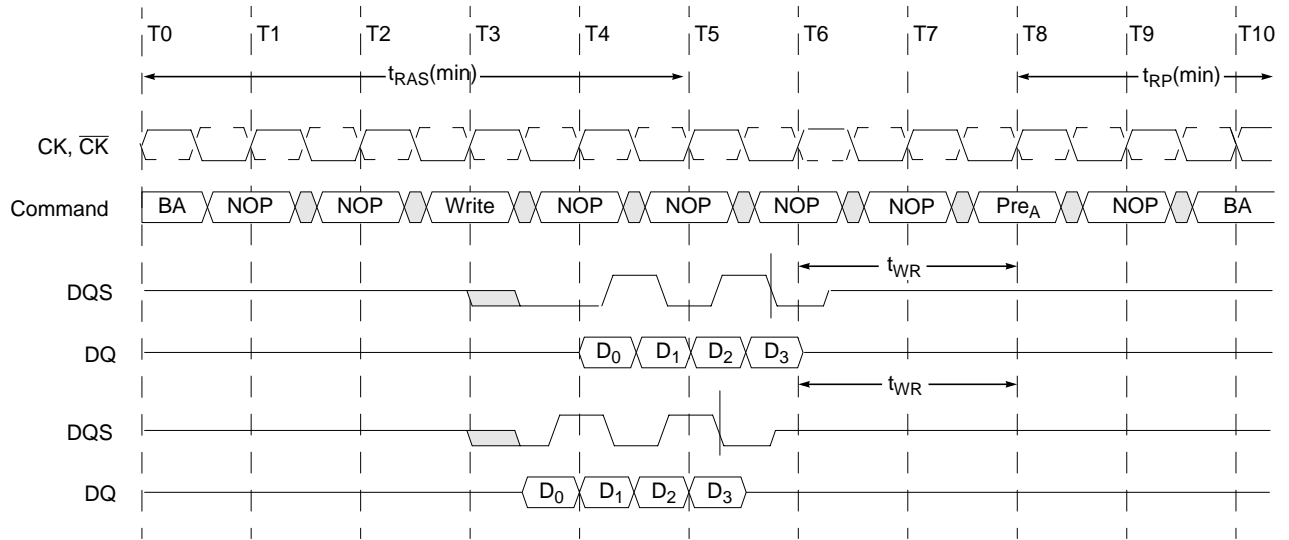 T0 T1 T2 T3 T4 T5 T6 T7 T8 T9 T10
tRAS(min) tRP(min)
CK, CK
Command BA NOP NOP Write NOP NOP NOP NOP PreA NOP BA
tWR
DQS
DQ D0 D1 D2 D3
tWR
DQS
DQ D0 D1 D2 D3